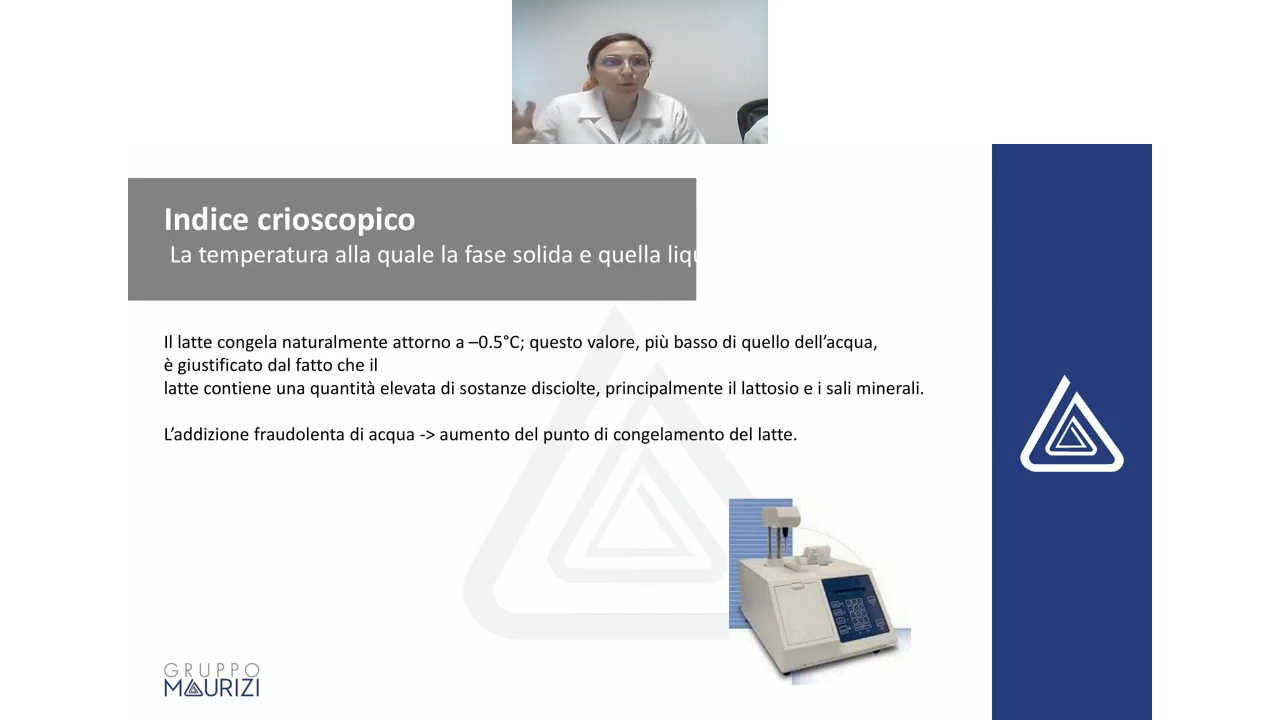 Indice crioscopico
La temperatura alla quale la fase solida e quella
Il latte congela naturalmente attorno a –0.5°C; questo valore, più basso di quello dell’acqua,
è giustificato dal fatto che il
latte contiene una quantità elevata di sostanze disciolte, principalmente il lattosio e i sali minerali.
L’addizione fraudolenta di acqua -> aumento del punto di congelamento del latte.
GRUPPO
MAURIZI